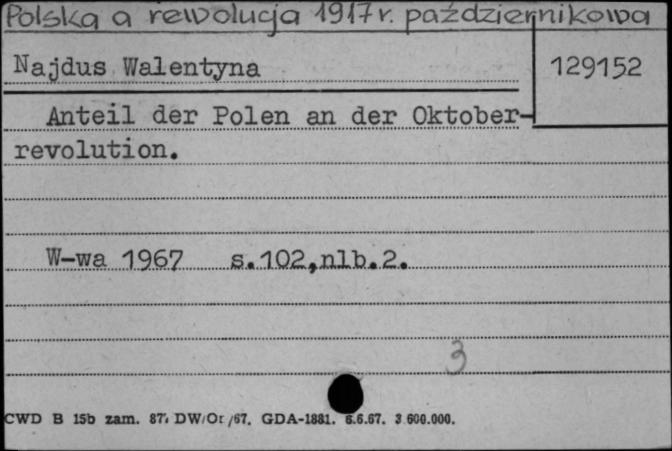 Polska a rewolucja 1917 r. październikowa
Najdus Walentyna
129152
Anteil der Polen an der Oktober-
revolution.
W-wa 1967 s.102,nlb.2.
3
CWD B 15b zam. 87, DW/Or/67. GDA-1881. 6.6.67. 3.600.000.